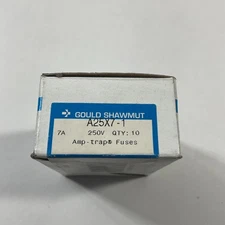 GOULD SHAWMUT
A25X7-1
7A 250V QTY: 10
Amp-trap® Fuses